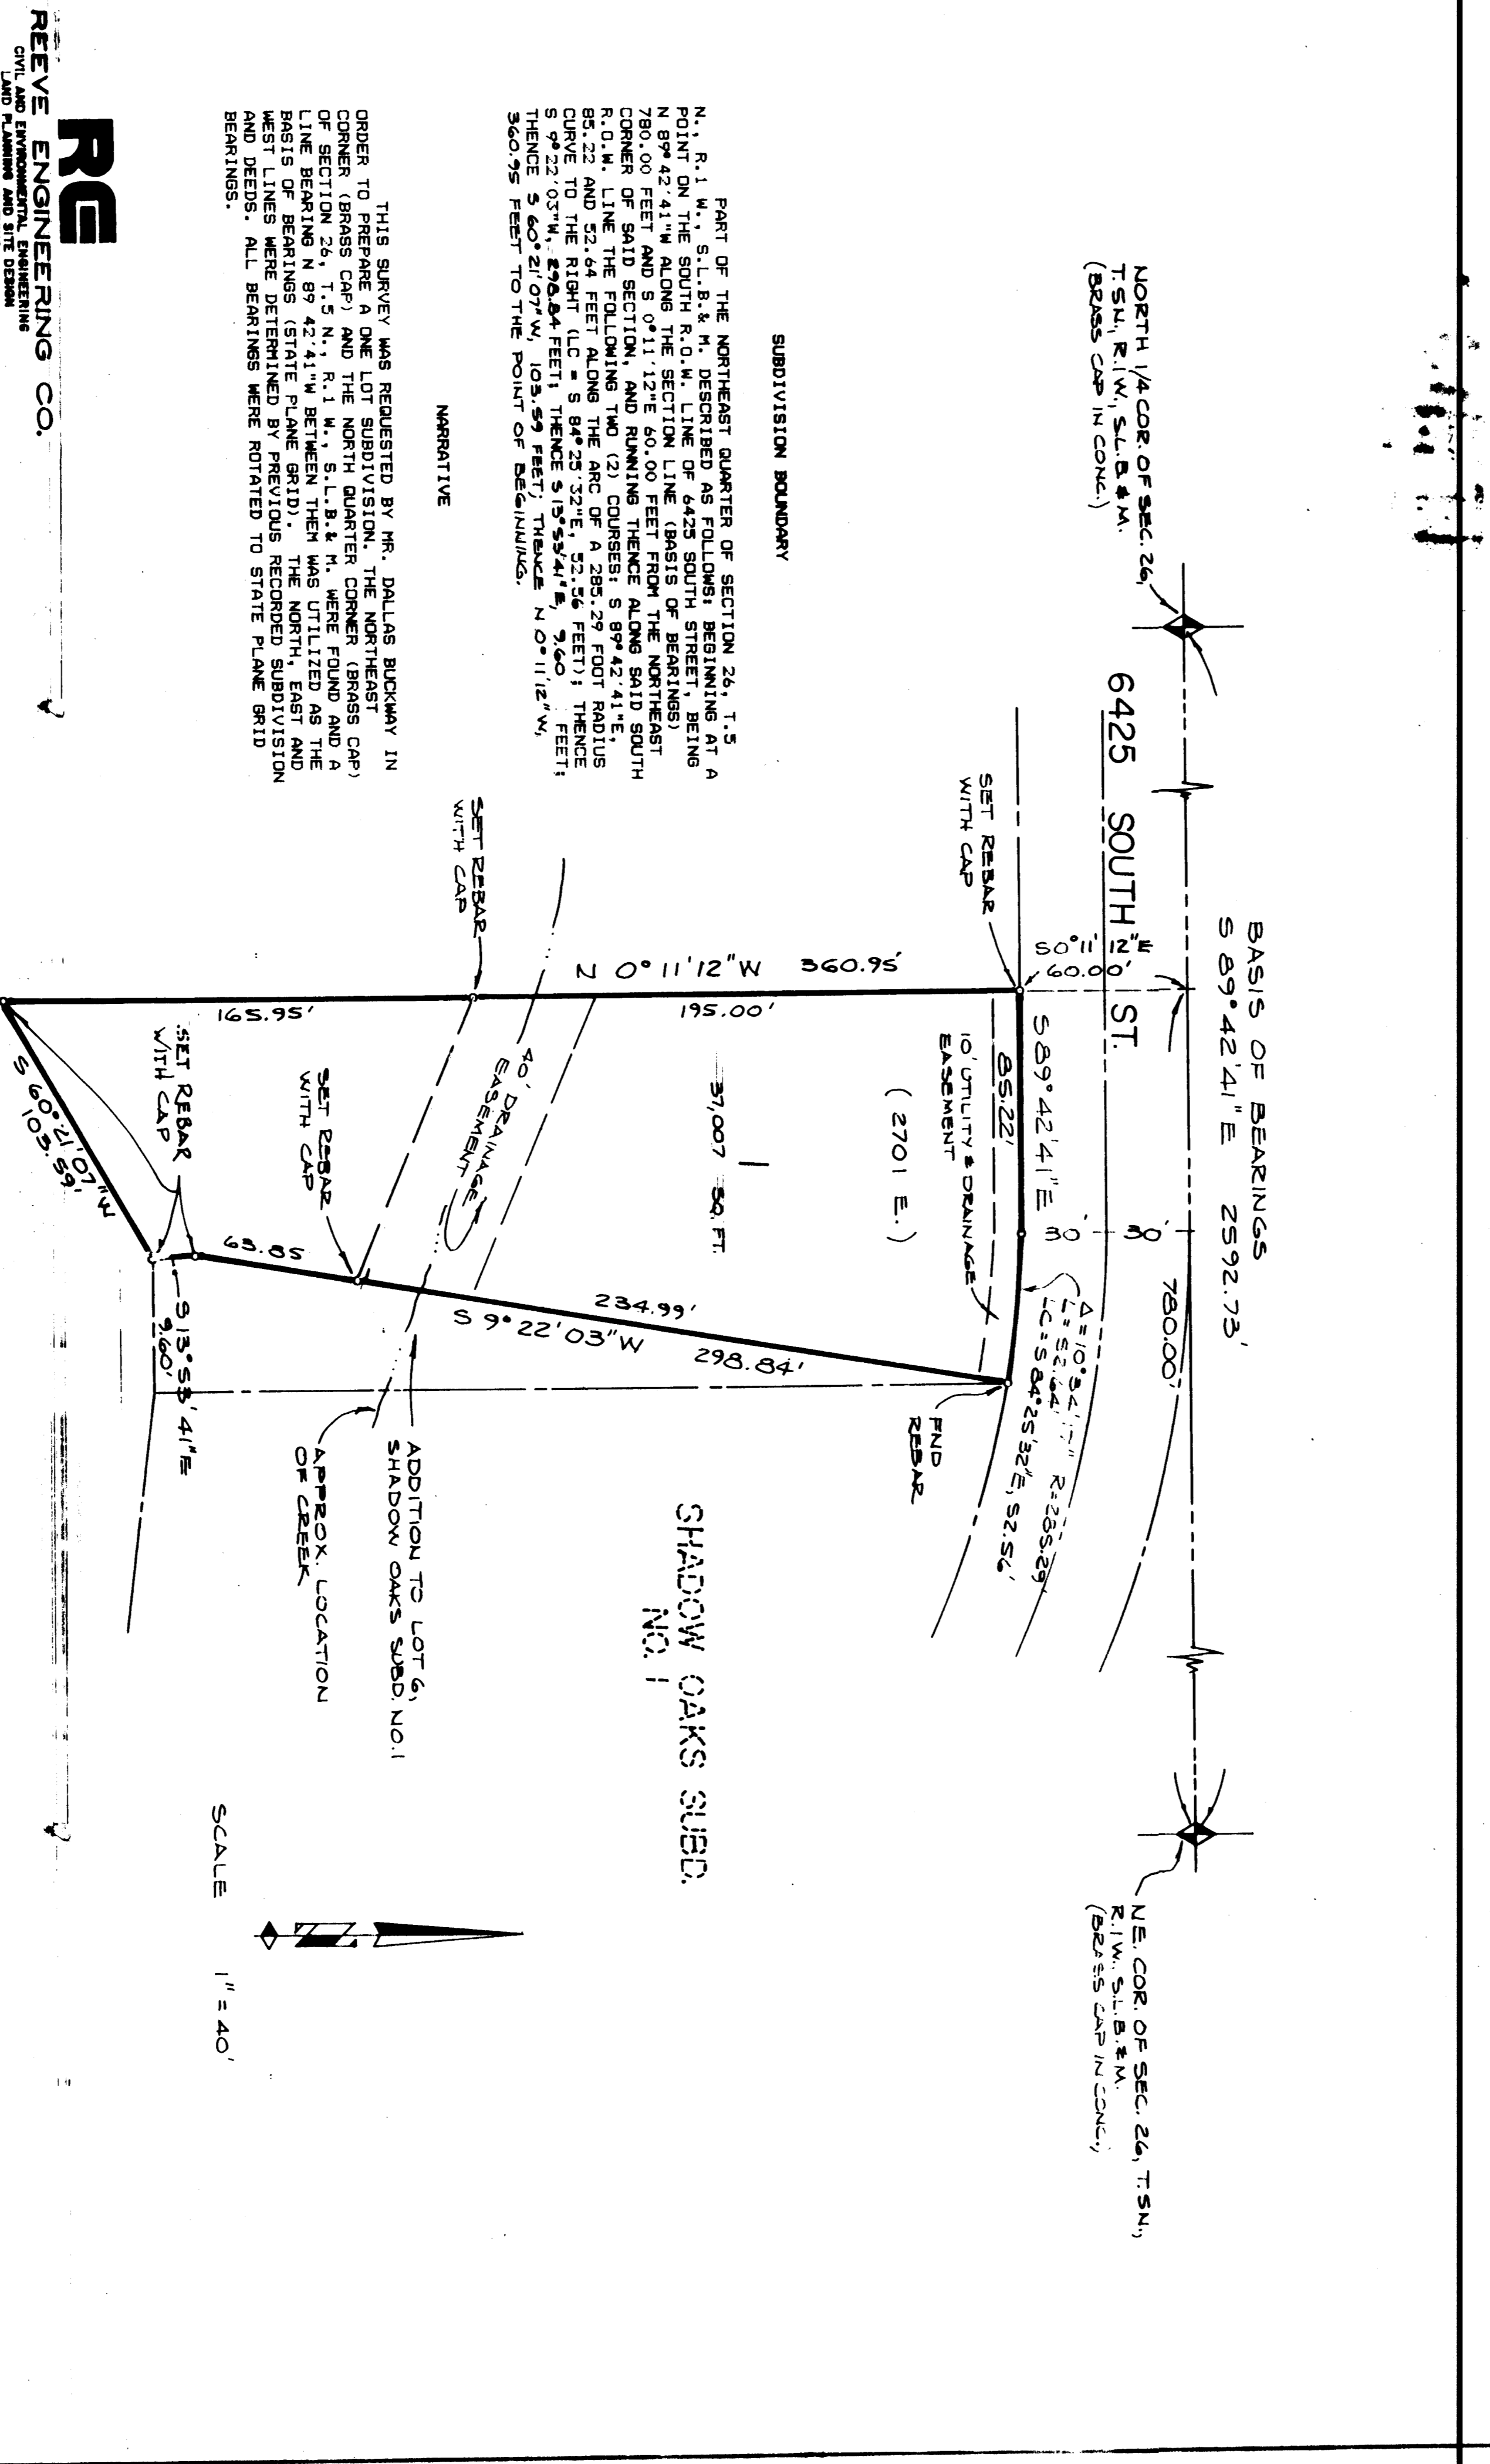 BASIS OF BEARINGS
S 89°42'41"E 2592.73'
780.00'
NORTH 1/4 COR. OF SEC. 26,
T.5N., R.1W., S.L.B.&M.
(BRASS CAP IN CONC.)
NE. COR. OF SEC. 26, T.5N.,
R.1W., S.L.B.&M.
(BRASS CAP IN CONC.)
6425 SOUTH ST.
S0°11'12"E
60.00'
30' 30'
SET REBAR
WITH CAP
S89°42'41"E
85.22'
Δ=10°34'17" R=285.29'
L=52.64'
LC=S84°25'32"E, 52.56'
10' UTILITY & DRAINAGE
EASEMENT
FND
REBAR
(2701 E.)
1
37,007 SQ. FT.
N 0°11'12"W 360.95'
195.00'
165.95'
40' DRAINAGE
EASEMENT
S 9°22'03"W 298.84'
234.99'
63.85
SET REBAR
WITH CAP
SET REBAR
WITH CAP
SET REBAR
WITH CAP
S 13°53'41"E
9.60'
S 60°21'07"W
103.59'
ADDITION TO LOT 6,
SHADOW OAKS SUBD. NO.1
APPROX. LOCATION
OF CREEK
SHADOW OAKS SUBD.
NO. 1
SCALE 1" = 40'
SUBDIVISION BOUNDARY
PART OF THE NORTHEAST QUARTER OF SECTION 26, T.5
N., R.1 W., S.L.B.& M. DESCRIBED AS FOLLOWS: BEGINNING AT A
POINT ON THE SOUTH R.O.W. LINE OF 6425 SOUTH STREET, BEING
N 89°42'41"W ALONG THE SECTION LINE (BASIS OF BEARINGS)
780.00 FEET AND S 0°11'12"E 60.00 FEET FROM THE NORTHEAST
CORNER OF SAID SECTION, AND RUNNING THENCE ALONG SAID SOUTH
R.O.W. LINE THE FOLLOWING TWO (2) COURSES: S 89°42'41"E,
85.22 AND 52.64 FEET ALONG THE ARC OF A 285.29 FOOT RADIUS
CURVE TO THE RIGHT (LC = S 84°25'32"E, 52.56 FEET); THENCE
S 9°22'03"W, 298.84 FEET; THENCE S 13°53'41"E, 9.60 FEET;
THENCE S 60°21'07"W, 103.59 FEET; THENCE N 0°11'12"W,
360.95 FEET TO THE POINT OF BEGINNING.
NARRATIVE
THIS SURVEY WAS REQUESTED BY MR. DALLAS BUCKWAY IN
ORDER TO PREPARE A ONE LOT SUBDIVISION. THE NORTHEAST
CORNER (BRASS CAP) AND THE NORTH QUARTER CORNER (BRASS CAP)
OF SECTION 26, T.5 N., R.1 W., S.L.B.& M. WERE FOUND AND A
LINE BEARING N 89 42'41"W BETWEEN THEM WAS UTILIZED AS THE
BASIS OF BEARINGS (STATE PLANE GRID). THE NORTH, EAST AND
WEST LINES WERE DETERMINED BY PREVIOUS RECORDED SUBDIVISION
AND DEEDS. ALL BEARINGS WERE ROTATED TO STATE PLANE GRID
BEARINGS.
RE
REEVE ENGINEERING CO.
CIVIL AND ENVIRONMENTAL ENGINEERING
LAND PLANNING AND SITE DESIGN